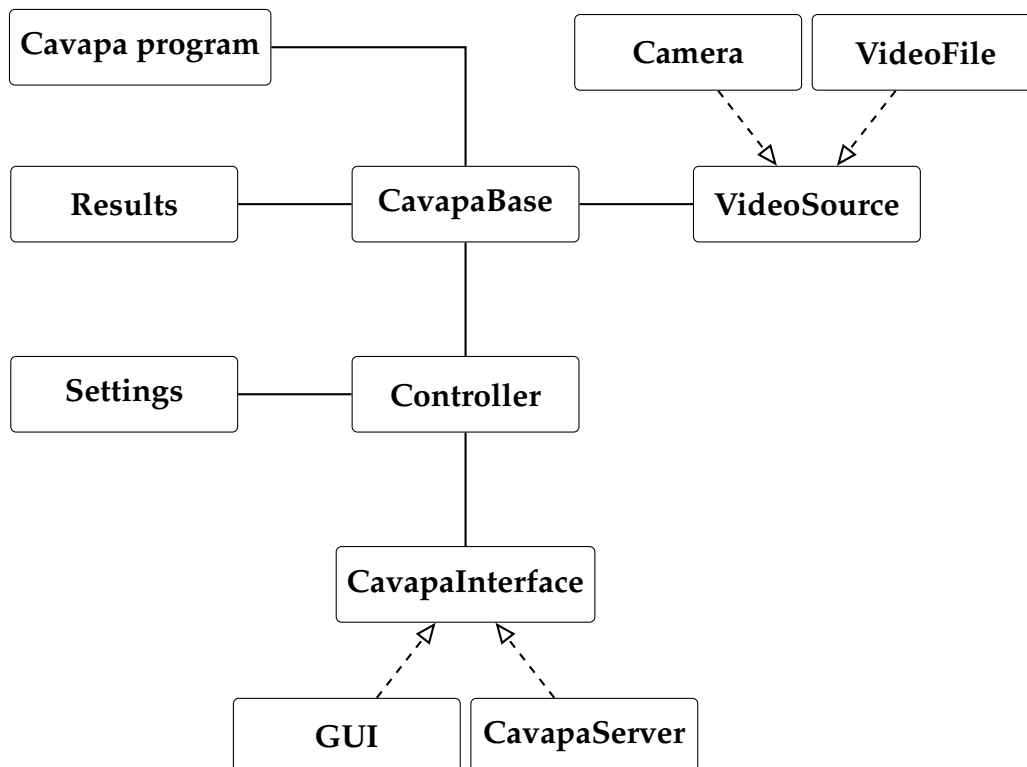 Cavapa program
Camera
VideoFile
Results
CavapaBase
VideoSource
Settings
Controller
CavapaInterface
GUI
CavapaServer